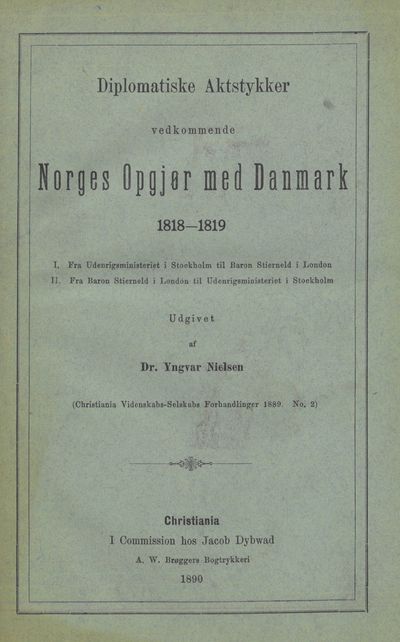 Diplomatiske Aktstykker
vedkommende
Norges Opgjør med Danmark
1818—1819
I. Fra Udenrigsministeriet i Stockholm til Baron Stierneld i London
II. Fra Baron Stierneld i London til Udenrigsministeriet i Stockholm
Udgivet
af
Dr. Yngvar Nielsen
(Christiania Videnskabs-Selskabs Forhandlinger 1889. No. 2)
Christiania
I Commission hos Jacob Dybwad
A. W. Brøggers Bogtrykkeri
1890